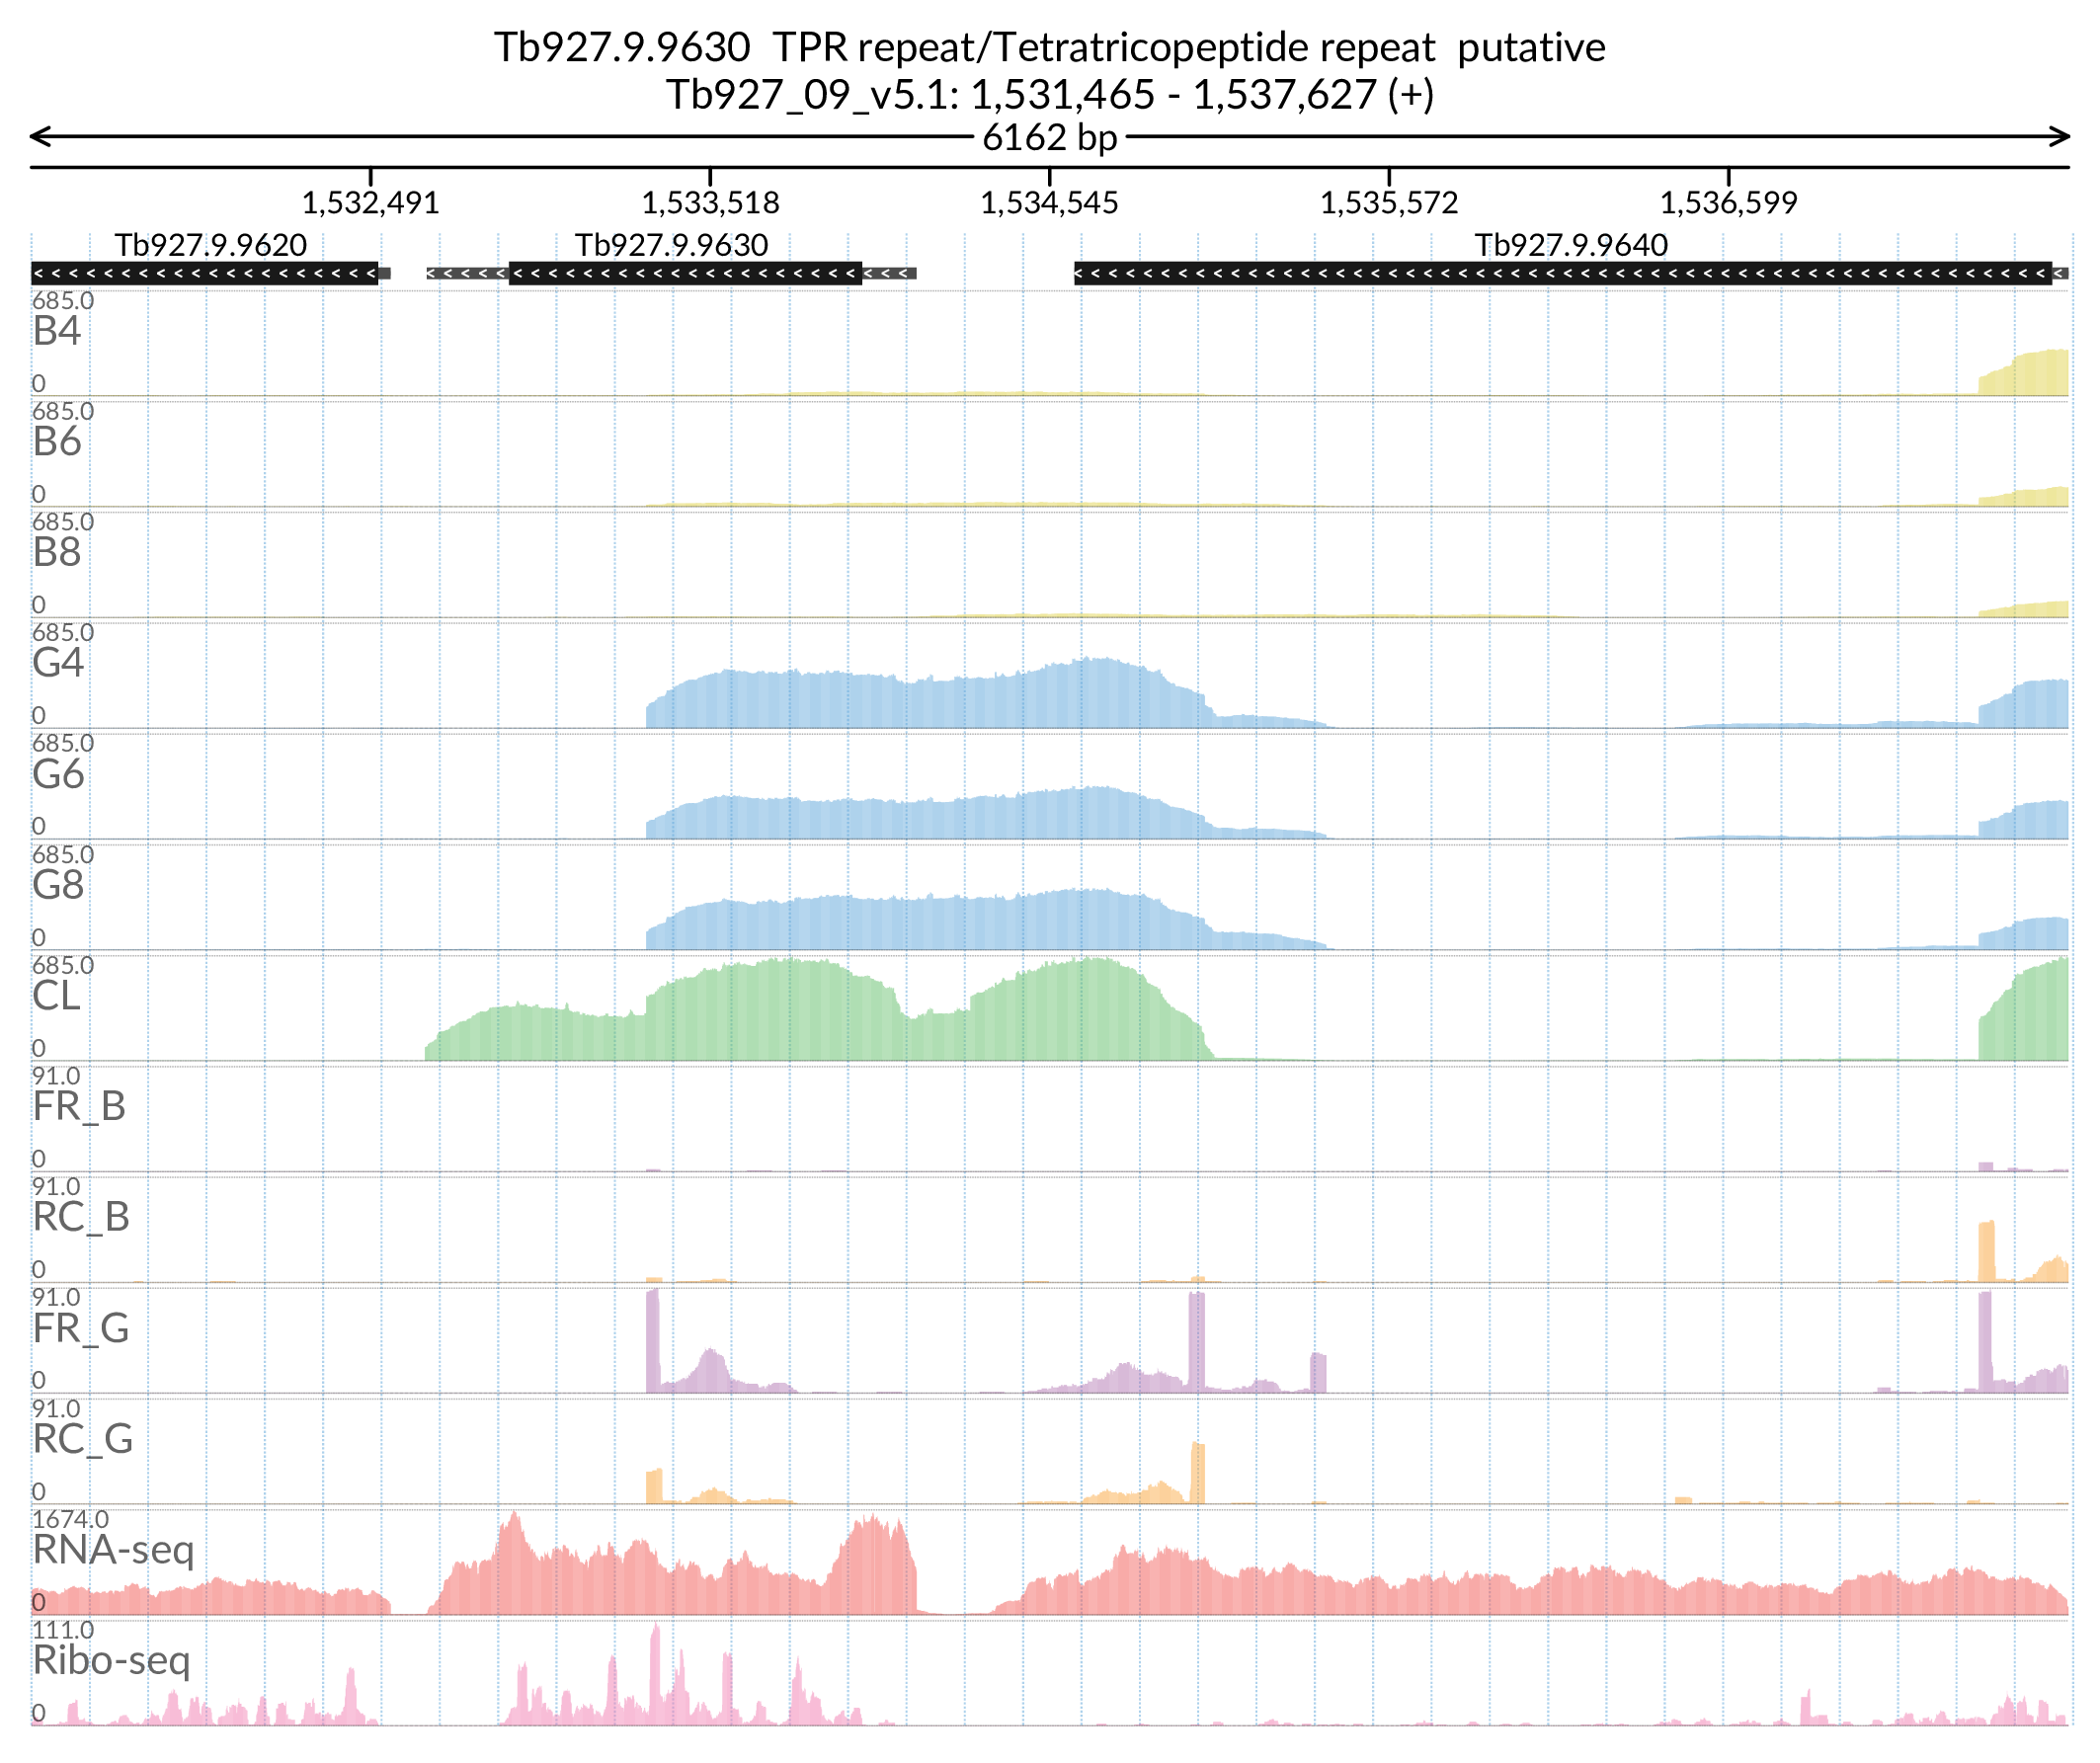 Tb927.9.9630  TPR repeat/Tetratricopeptide repeat  putative
Tb927_09_v5.1: 1,531,465 - 1,537,627 (+)
6162 bp
1,532,491 1,533,518 1,534,545 1,535,572 1,536,599
Tb927.9.9620 Tb927.9.9630 Tb927.9.9640
685.0
B4
0
685.0
B6
0
685.0
B8
0
685.0
G4
0
685.0
G6
0
685.0
G8
0
685.0
CL
0
91.0
FR_B
0
91.0
RC_B
0
91.0
FR_G
0
91.0
RC_G
0
1674.0
RNA-seq
0
111.0
Ribo-seq
0